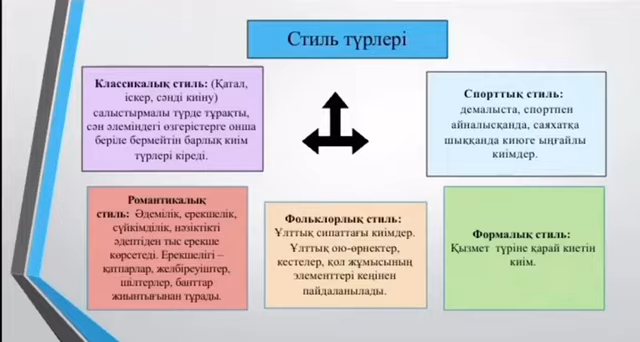 Стиль түрлері
Классикалық стиль: (Қатал,
іскер, сәнді киіну)
салыстырмалы түрде тұрақты,
сән әлеміндегі өзгерістерге онша
беріле бермейтін барлық киім
түрлері кіреді.
Спорттық стиль:
демалыста, спортпен
айналысқанда, саяхатқа
шыққанда киюге ыңғайлы
киімдер.
Романтикалық
стиль: Әдемілік, ерекшелік,
сүйкімділік, нәзіктікті
әдептіден тыс ерекше
көрсетеді. Ерекшелігі –
қатпарлар, желбіреуіштер,
шілтерлер, банттар
жиынтығынан тұрады.
Фольклорлық стиль:
Ұлттық сипаттағы киімдер.
Ұлттық ою-өрнектер,
кестелер, қол жұмысының
элементтері кеңінен
пайдаланылады.
Формалық стиль:
Қызмет түріне қарай киетін
киім.